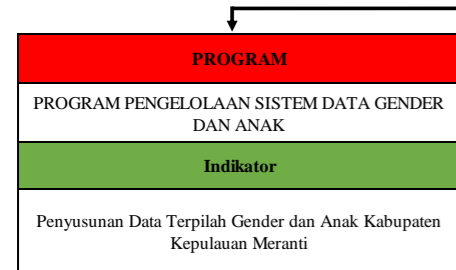 PROGRAM
PROGRAM PENGELOLAAN SISTEM DATA GENDER
DAN ANAK
Indikator
Penyusunan Data Terpilah Gender dan Anak Kabupaten
Kepulauan Meranti